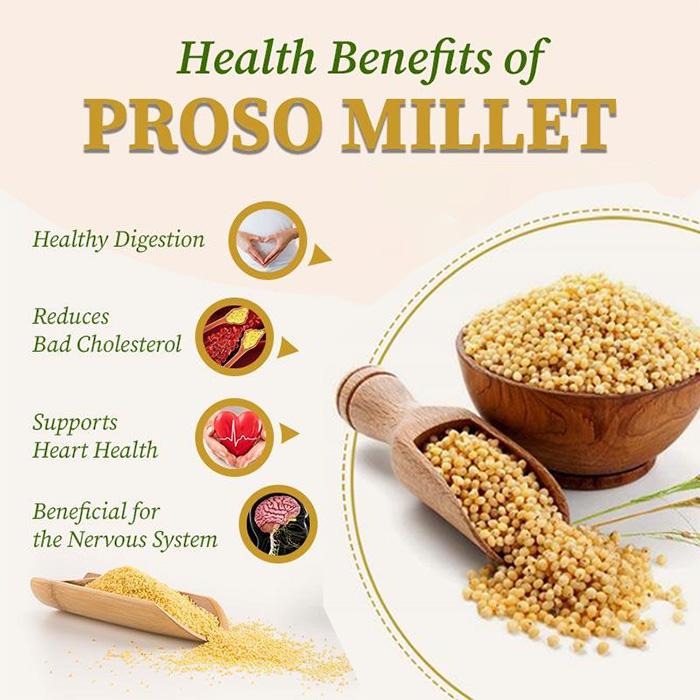 Health Benefits of
PROSO MILLET
Healthy Digestion
Reduces
Bad Cholesterol
Supports
Heart Health
Beneficial for
the Nervous System